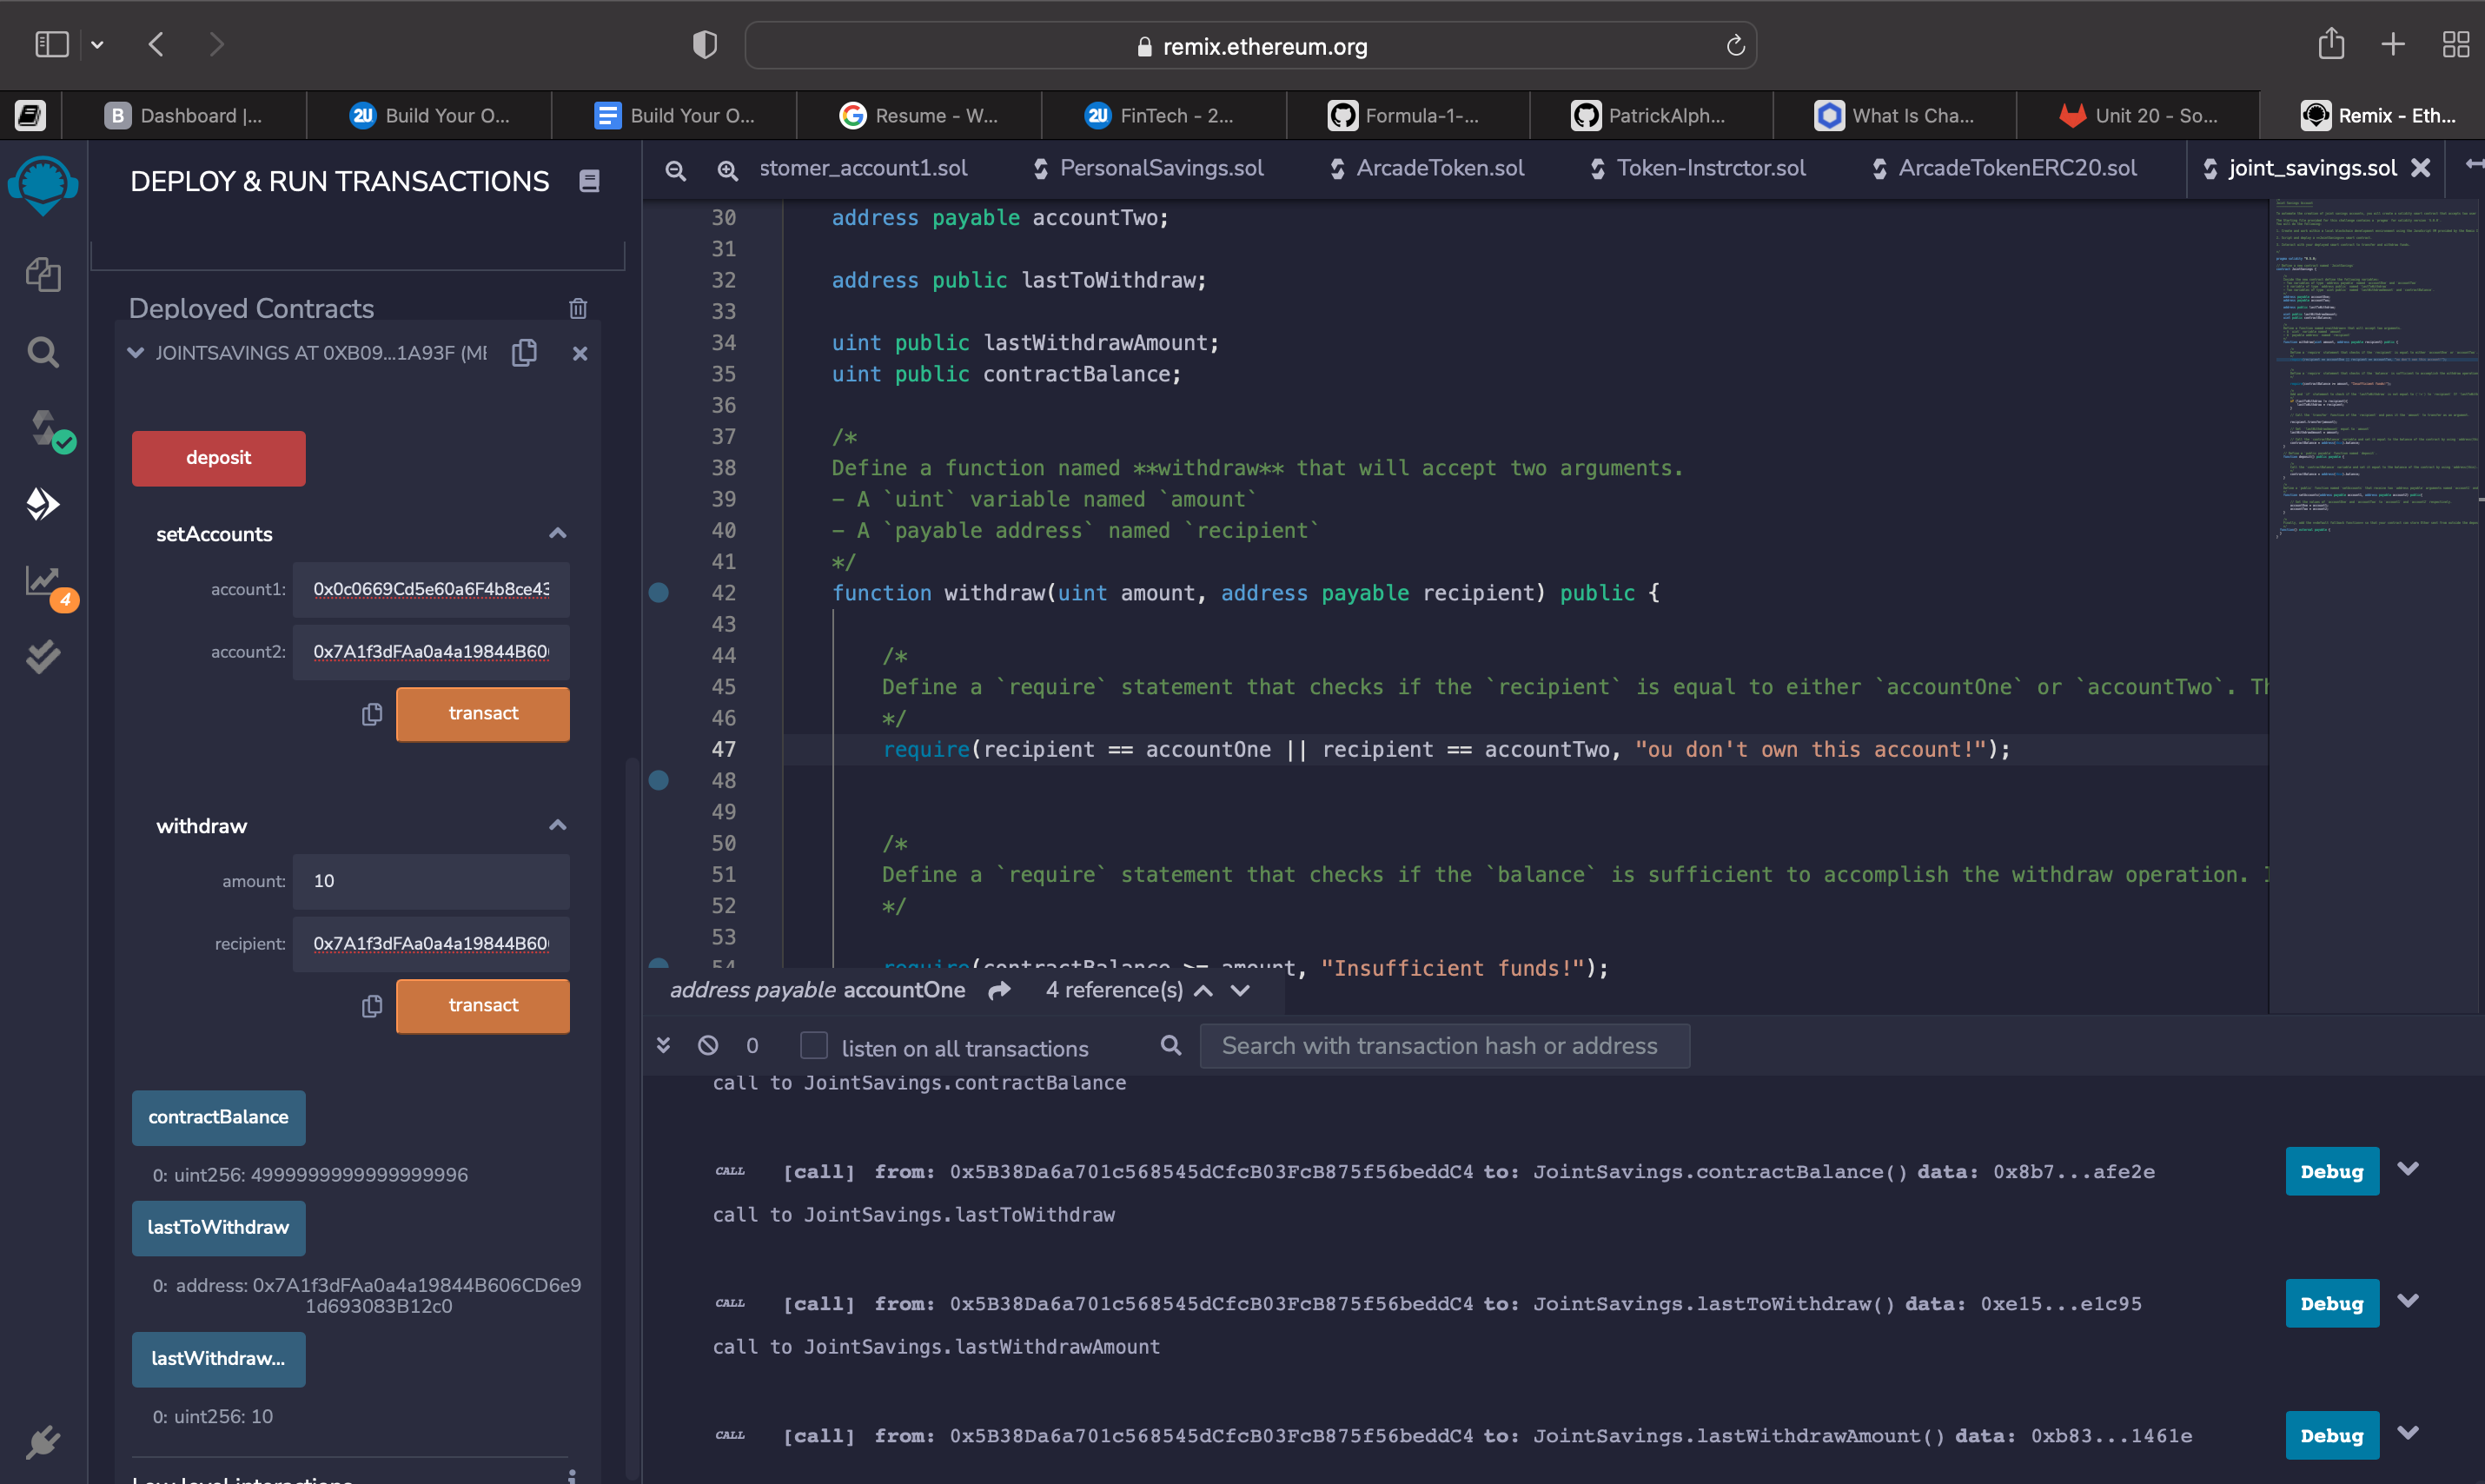 remix.ethereum.org
B Dashboard |...
2U Build Your O...
Build Your O...
G Resume - W...
2U FinTech - 2...
Formula-1-...
PatrickAlph...
What Is Cha...
Unit 20 - So...
Remix - Eth...
DEPLOY & RUN TRANSACTIONS
Deployed Contracts
JOINTSAVINGS AT 0XB09...1A93F (ME
deposit
setAccounts
account1: 0x0c0669Cd5e60a6F4b8ce43
account2: 0x7A1f3dFAa0a4a19844B60
transact
withdraw
amount: 10
recipient: 0x7A1f3dFAa0a4a19844B60
transact
contractBalance
0: uint256: 4999999999999999996
lastToWithdraw
0: address: 0x7A1f3dFAa0a4a19844B606CD6e9
1d693083B12c0
lastWithdraw...
0: uint256: 10
Low level interactions
4
stomer_account1.sol
PersonalSavings.sol
ArcadeToken.sol
Token-Instrctor.sol
ArcadeTokenERC20.sol
joint_savings.sol
30 address payable accountTwo;
31
32 address public lastToWithdraw;
33
34 uint public lastWithdrawAmount;
35 uint public contractBalance;
36
37 /*
38 Define a function named **withdraw** that will accept two arguments.
39 - A `uint` variable named `amount`
40 - A `payable address` named `recipient`
41 */
42 function withdraw(uint amount, address payable recipient) public {
43
44 /*
45 Define a `require` statement that checks if the `recipient` is equal to either `accountOne` or `accountTwo`. Th
46 */
47 require(recipient == accountOne || recipient == accountTwo, "ou don't own this account!");
48
49
50 /*
51 Define a `require` statement that checks if the `balance` is sufficient to accomplish the withdraw operation. I
52 */
53
54 require(contractBalance >= amount, "Insufficient funds!");
address payable accountOne 4 reference(s)
0 listen on all transactions Search with transaction hash or address
call to JointSavings.contractBalance
CALL [call] from: 0x5B38Da6a701c568545dCfcB03FcB875f56beddC4 to: JointSavings.contractBalance() data: 0x8b7...afe2e Debug
call to JointSavings.lastToWithdraw
CALL [call] from: 0x5B38Da6a701c568545dCfcB03FcB875f56beddC4 to: JointSavings.lastToWithdraw() data: 0xe15...e1c95 Debug
call to JointSavings.lastWithdrawAmount
CALL [call] from: 0x5B38Da6a701c568545dCfcB03FcB875f56beddC4 to: JointSavings.lastWithdrawAmount() data: 0xb83...1461e Debug